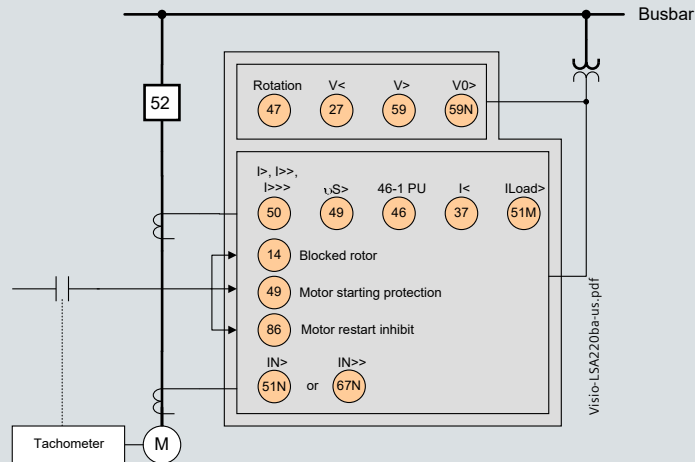 Busbar
52
Rotation V< V> V0>
47 27 59 59N
I>, I>>,
I>>> υS> 46-1 PU I< ILoad>
50 49 46 37 51M
14 Blocked rotor
49 Motor starting protection
86 Motor restart inhibit
IN> IN>>
51N or 67N
Visio-LSA220ba-us.pdf
Tachometer M